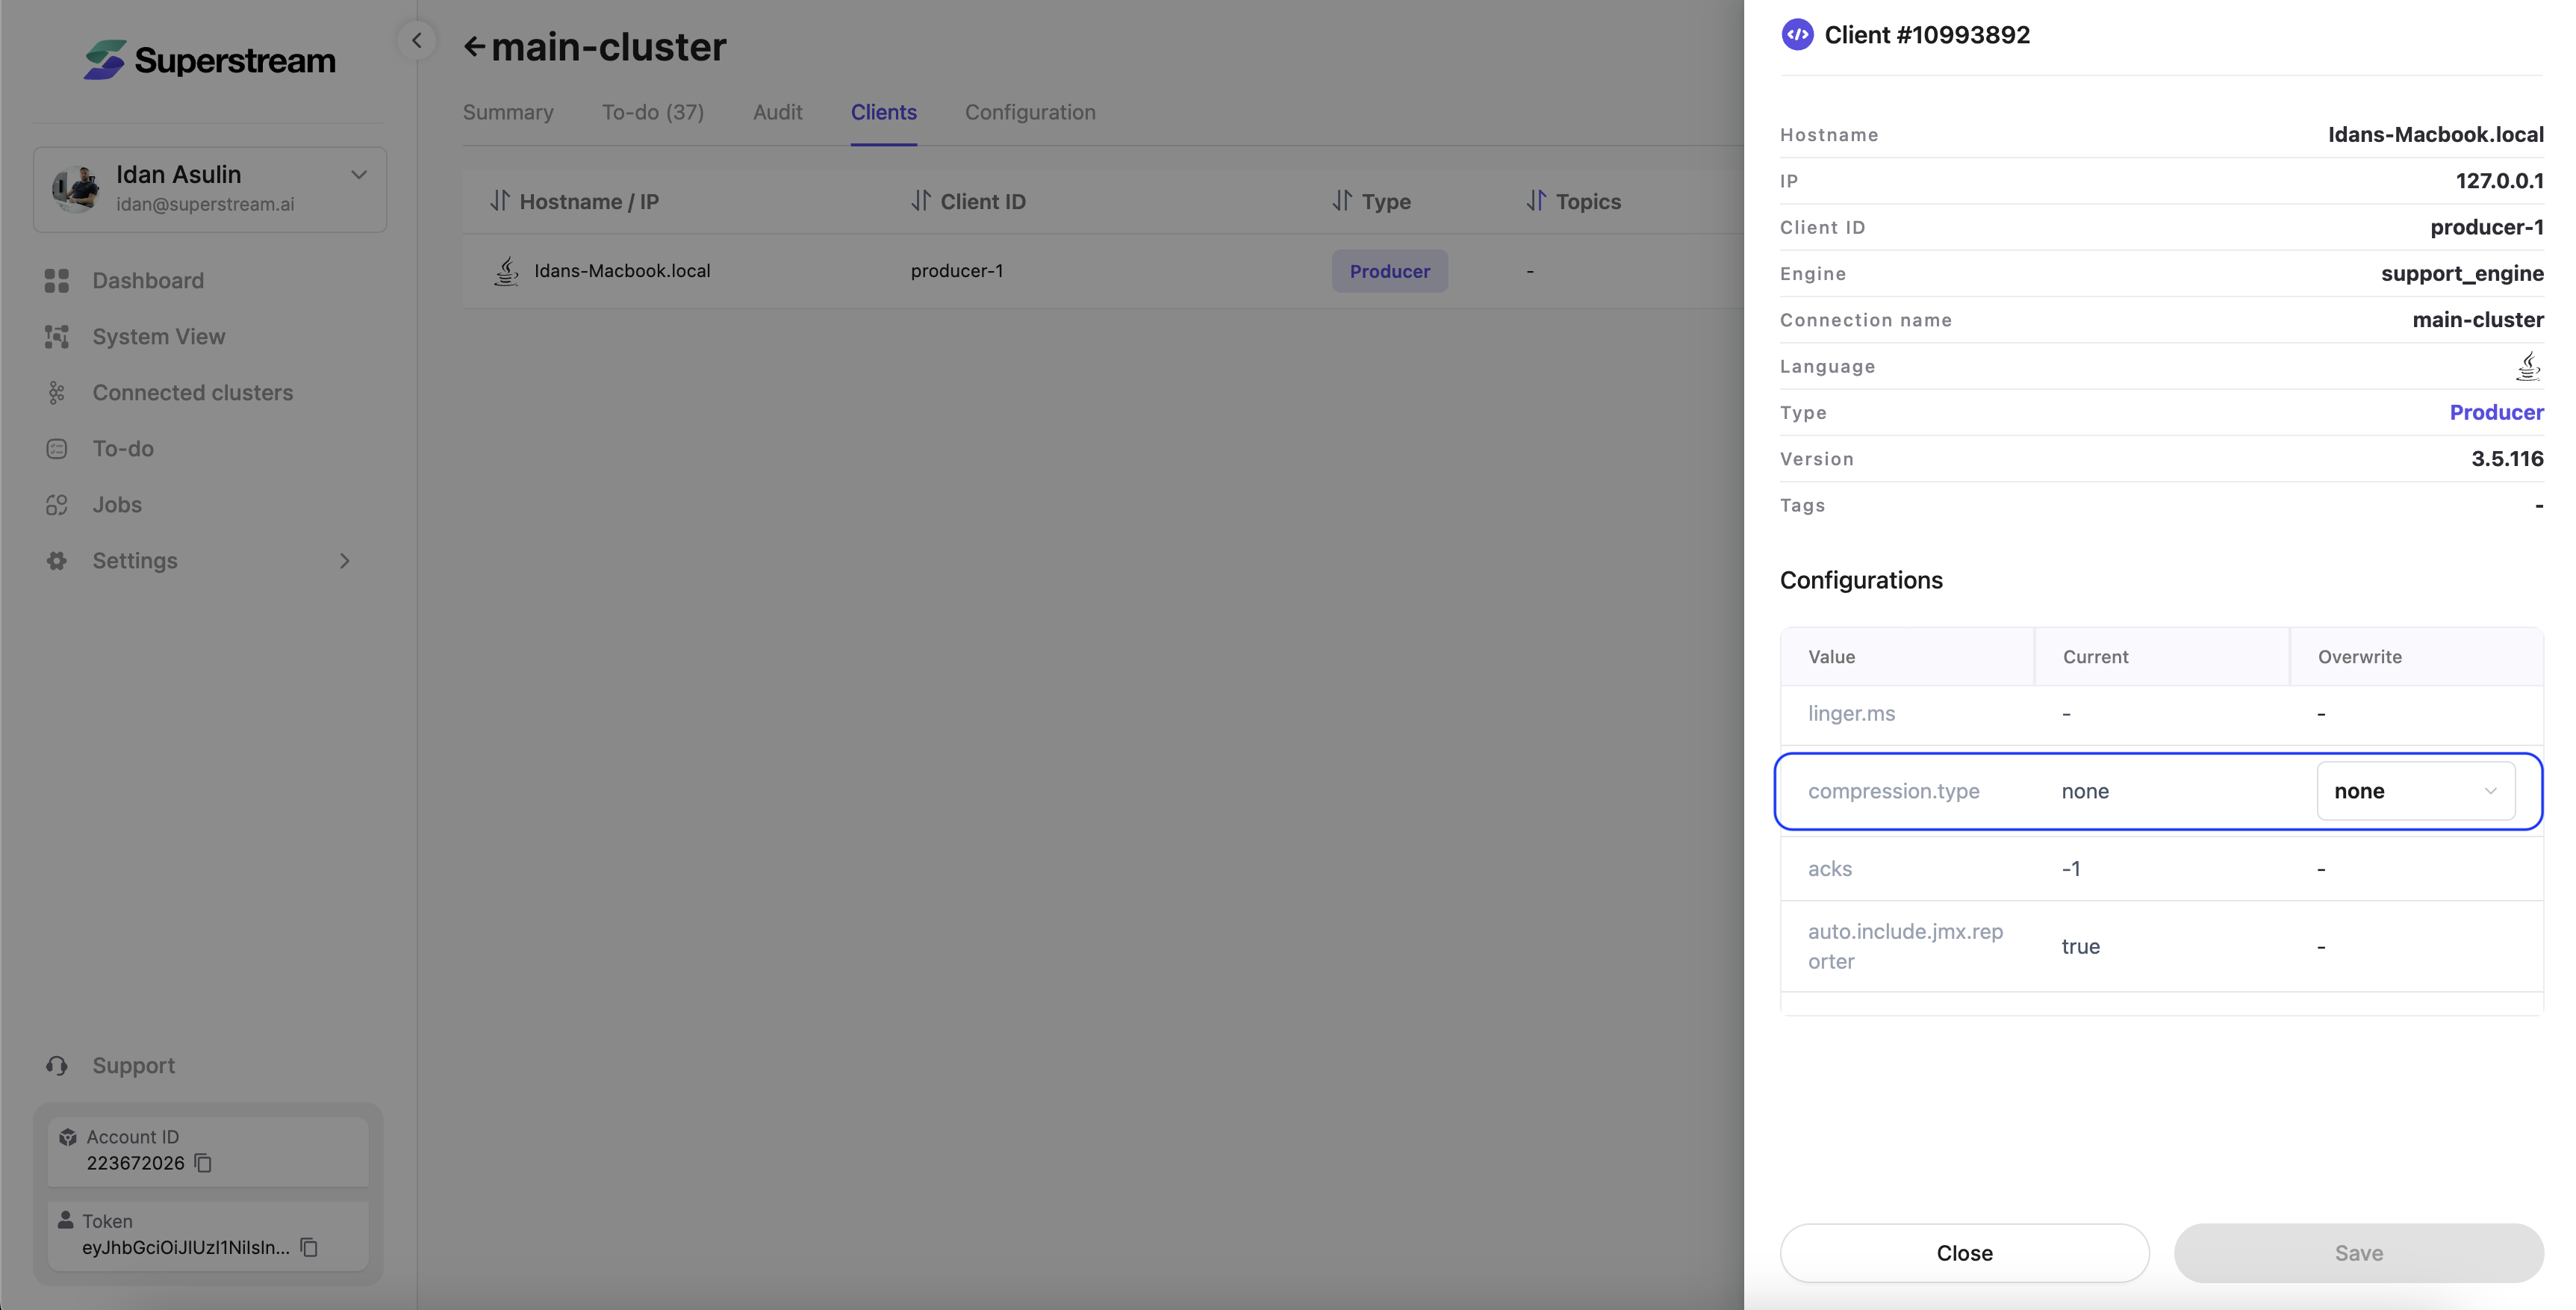 Superstream
Idan Asulin
idan@superstream.ai
Dashboard
System View
Connected clusters
To-do
Jobs
Settings
Support
Account ID
223672026
Token
eyJhbGciOiJIUzI1NiIsIn...
main-cluster
Summary To-do (37) Audit Clients Configuration
Hostname / IP Client ID Type Topics
Idans-Macbook.local producer-1 Producer -
Client #10993892
Hostname Idans-Macbook.local
IP 127.0.0.1
Client ID producer-1
Engine support_engine
Connection name main-cluster
Language
Type Producer
Version 3.5.116
Tags -
Configurations
Value Current Overwrite
linger.ms - -
compression.type none none
acks -1 -
auto.include.jmx.rep
orter true -
Close Save